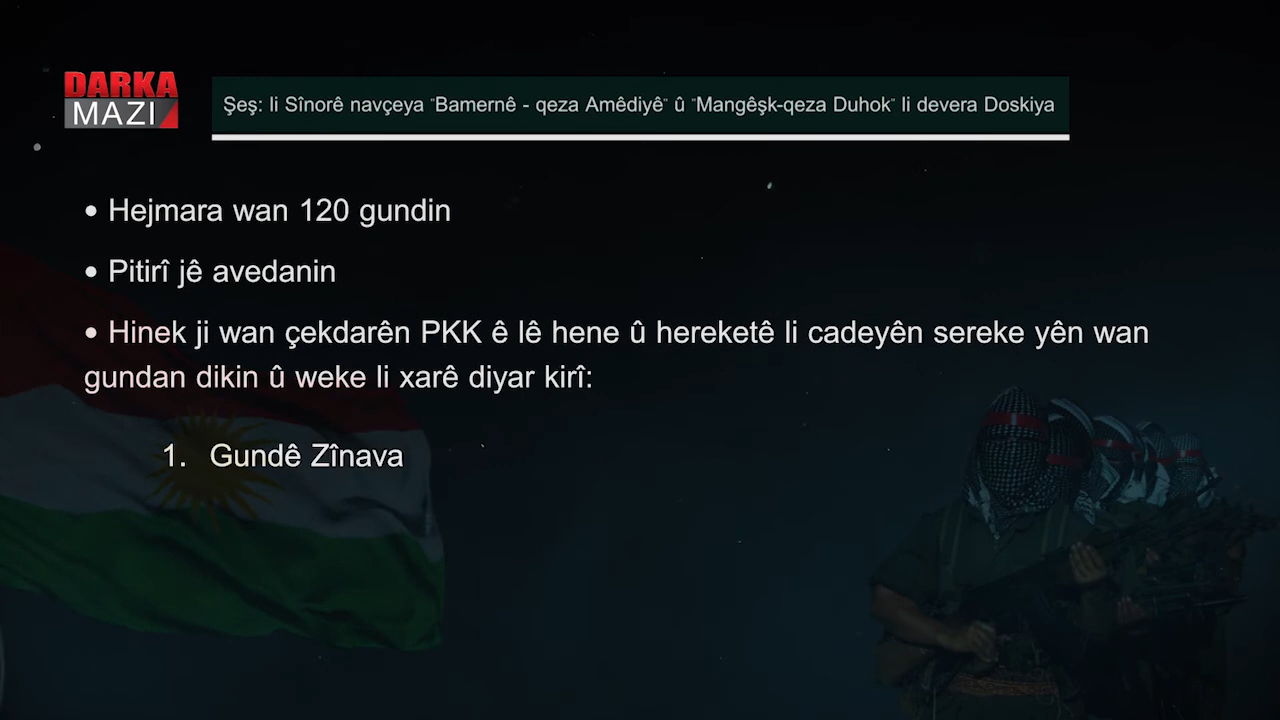 DARKA
MAZI
Şeş: li Sînorê navçeya "Bamernê - qeza Amêdiyê" û "Mangêşk-qeza Duhok" li devera Doskiya
• Hejmara wan 120 gundin
• Pitirî jê avedanin
• Hinek ji wan çekdarên PKK ê lê hene û hereketê li cadeyên sereke yên wan
gundan dikin û weke li xarê diyar kirî:
1. Gundê Zînava